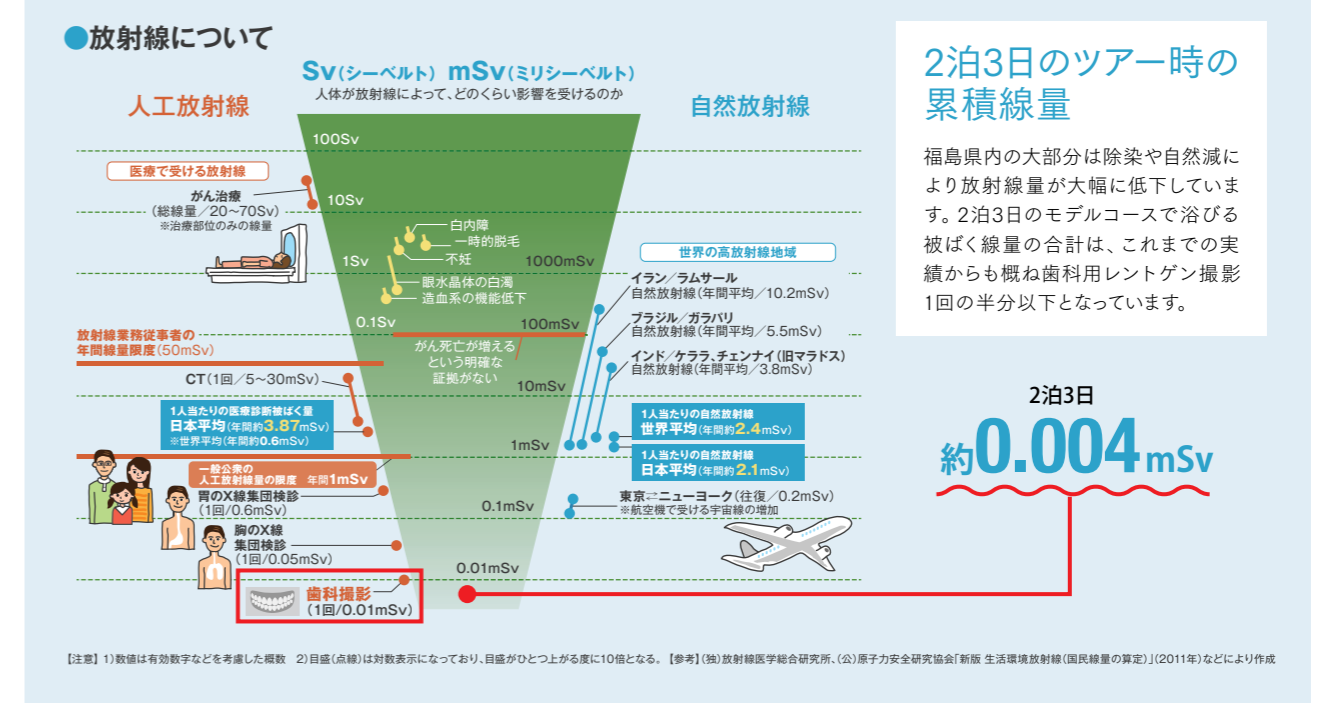 ●放射線について
Sv(シーベルト) mSv(ミリシーベルト)
人体が放射線によって、どのくらい影響を受けるのか
人工放射線
自然放射線
100Sv
10Sv
1Sv
1000mSv
0.1Sv
100mSv
10mSv
1mSv
0.1mSv
0.01mSv
医療で受ける放射線
がん治療
(総線量/20〜70Sv)
※治療部位のみの線量
白内障
一時的脱毛
不妊
眼水晶体の白濁
造血系の機能低下
がん死亡が増える
という明確な
証拠がない
放射線業務従事者の
年間線量限度(50mSv)
CT(1回/5〜30mSv)
1人当たりの医療診断被ばく量
日本平均(年間約3.87mSv)
※世界平均(年間約0.6mSv)
一般公衆の
人工放射線量の限度 年間1mSv
胃のX線集団検診
(1回/0.6mSv)
胸のX線
集団検診
(1回/0.05mSv)
歯科撮影
(1回/0.01mSv)
世界の高放射線地域
イラン/ラムサール
自然放射線(年間平均/10.2mSv)
ブラジル/ガラパリ
自然放射線(年間平均/5.5mSv)
インド/ケララ、チェンナイ(旧マラドス)
自然放射線(年間平均/3.8mSv)
1人当たりの自然放射線
世界平均(年間約2.4mSv)
1人当たりの自然放射線
日本平均(年間約2.1mSv)
東京⇄ニューヨーク(往復/0.2mSv)
※航空機で受ける宇宙線の増加
2泊3日のツアー時の
累積線量
福島県内の大部分は除染や自然減に
より放射線量が大幅に低下していま
す。2泊3日のモデルコースで浴びる
被ばく線量の合計は、これまでの実
績からも概ね歯科用レントゲン撮影
1回の半分以下となっています。
2泊3日
約0.004mSv
【注意】 1)数値は有効数字などを考慮した概数 2)目盛(点線)は対数表示になっており、目盛がひとつ上がる度に10倍となる。 【参考】(独)放射線医学総合研究所、(公)原子力安全研究協会「新版 生活環境放射線(国民線量の算定)」(2011年)などにより作成